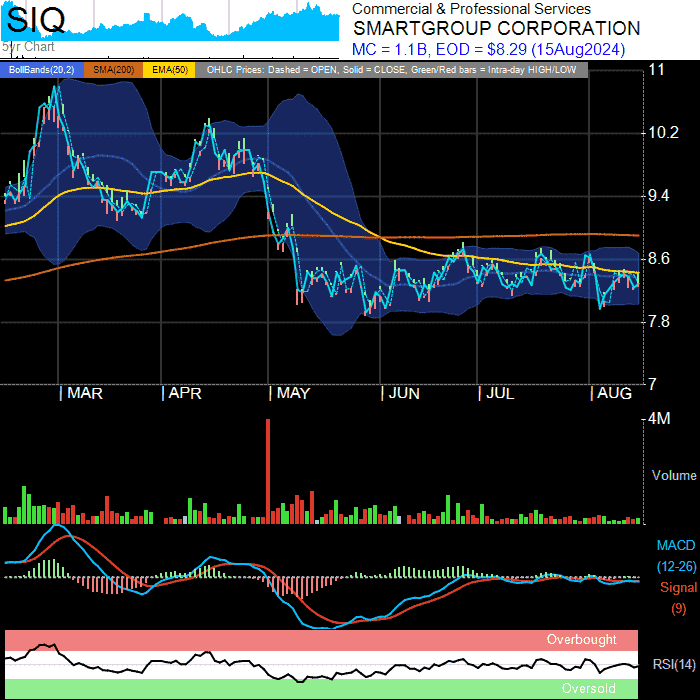 SIQ
5yr Chart
Commercial & Professional Services
SMARTGROUP CORPORATION
MC = 1.1B, EOD = $8.29 (15Aug2024)
BollBands(20,2) SMA(200) EMA(50) OHLC Prices: Dashed = OPEN, Solid = CLOSE, Green/Red bars = Intra-day HIGH/LOW
11
10.2
9.4
8.6
7.8
7
MAR APR MAY JUN JUL AUG
4M
Volume
MACD
(12-26)
Signal
(9)
Overbought
RSI(14)
Oversold